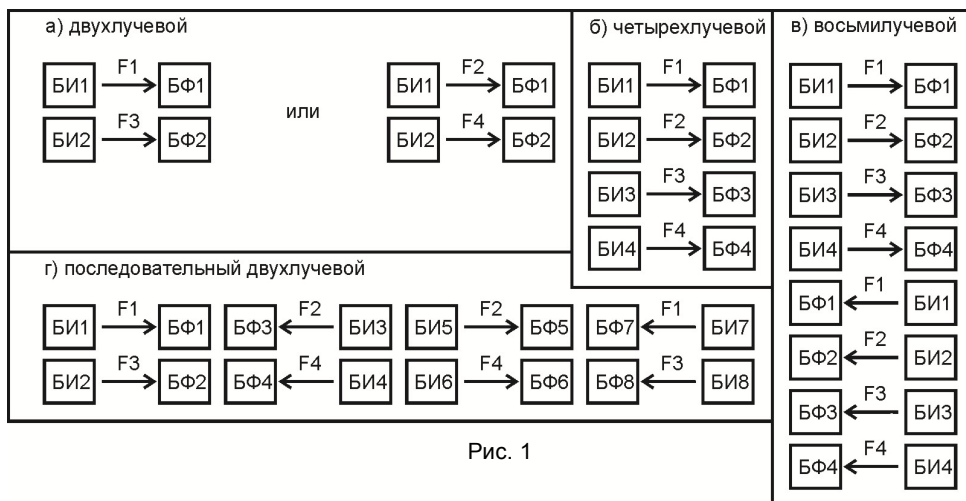 а) двухлучевой
БИ1 F1 БФ1
БИ2 F3 БФ2
или
БИ1 F2 БФ1
БИ2 F4 БФ2
б) четырехлучевой
БИ1 F1 БФ1
БИ2 F2 БФ2
БИ3 F3 БФ3
БИ4 F4 БФ4
в) восьмилучевой
БИ1 F1 БФ1
БИ2 F2 БФ2
БИ3 F3 БФ3
БИ4 F4 БФ4
БФ1 F1 БИ1
БФ2 F2 БИ2
БФ3 F3 БИ3
БФ4 F4 БИ4
г) последовательный двухлучевой
БИ1 F1 БФ1 БФ3 F2 БИ3 БИ5 F2 БФ5 БФ7 F1 БИ7
БИ2 F3 БФ2 БФ4 F4 БИ4 БИ6 F4 БФ6 БФ8 F3 БИ8
Рис. 1